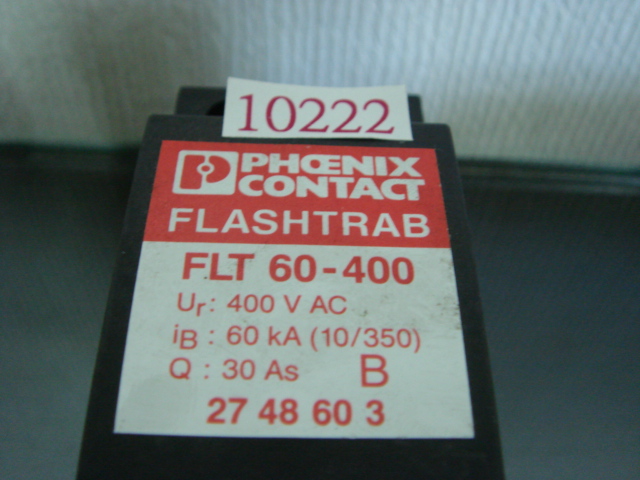 10222
PHŒNIX
CONTACT
FLASHTRAB
FLT 60-400
Ur: 400 V AC
iB : 60 kA (10/350)
Q : 30 As B
27 48 60 3